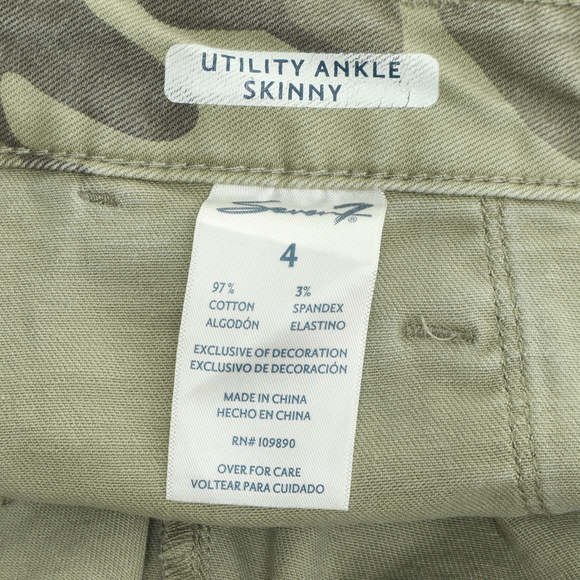 UTILITY ANKLE
SKINNY
Seven7®
4
97% 3%
COTTON SPANDEX
ALGODÓN ELASTINO
EXCLUSIVE OF DECORATION
EXCLUSIVO DE DECORACIÓN
MADE IN CHINA
HECHO EN CHINA
RN# 109890
OVER FOR CARE
VOLTEAR PARA CUIDADO